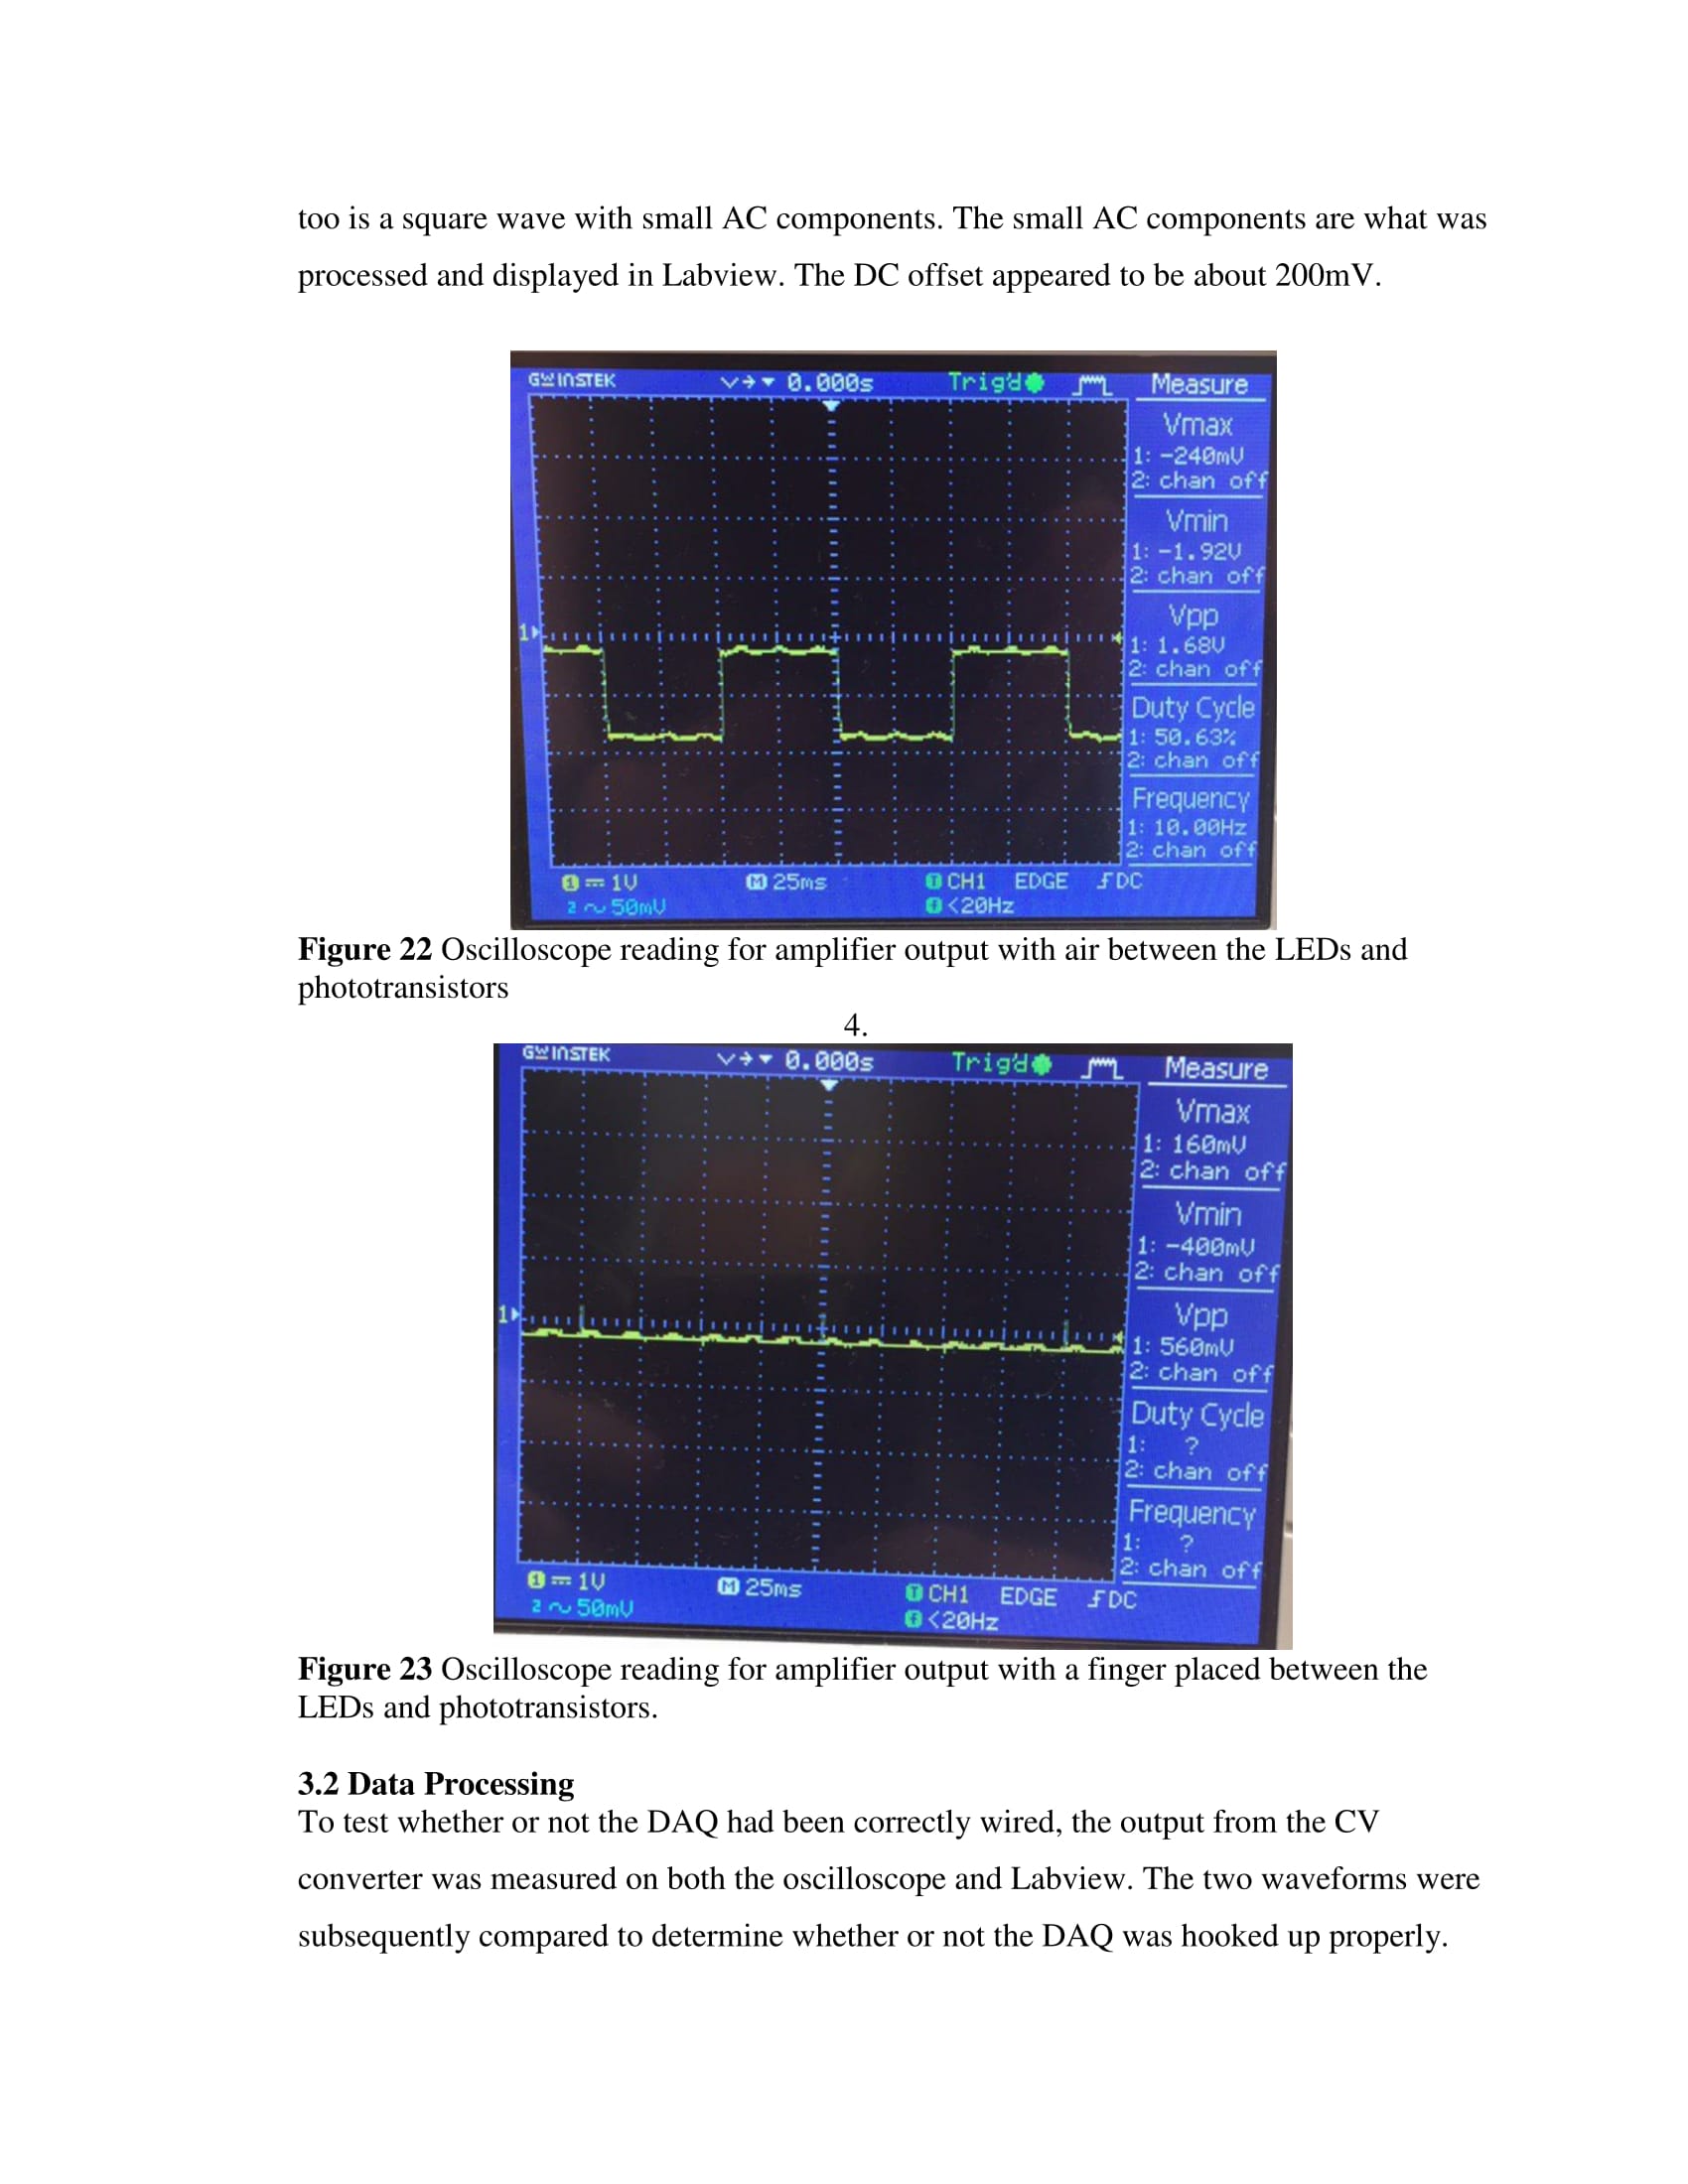 too is a square wave with small AC components. The small AC components are what was
processed and displayed in Labview. The DC offset appeared to be about 200mV.
GWINSTEK 0.000s Trig'd Measure
Vmax
1: -240mV
2: chan off
Vmin
1: -1.92V
2: chan off
Vpp
1: 1.68V
2: chan off
Duty Cycle
1: 50.63%
2: chan off
Frequency
1: 10.00Hz
2: chan off
1
1 1V M 25ms T CH1 EDGE DC
2 50mV f <20Hz
Figure 22 Oscilloscope reading for amplifier output with air between the LEDs and
phototransistors
4.
GWINSTEK 0.000s Trig'd Measure
Vmax
1: 160mV
2: chan off
Vmin
1: -400mV
2: chan off
Vpp
1: 560mV
2: chan off
Duty Cycle
1: ?
2: chan off
Frequency
1: ?
2: chan off
1
1 1V M 25ms T CH1 EDGE DC
2 50mV f <20Hz
Figure 23 Oscilloscope reading for amplifier output with a finger placed between the
LEDs and phototransistors.
3.2 Data Processing
To test whether or not the DAQ had been correctly wired, the output from the CV
converter was measured on both the oscilloscope and Labview. The two waveforms were
subsequently compared to determine whether or not the DAQ was hooked up properly.